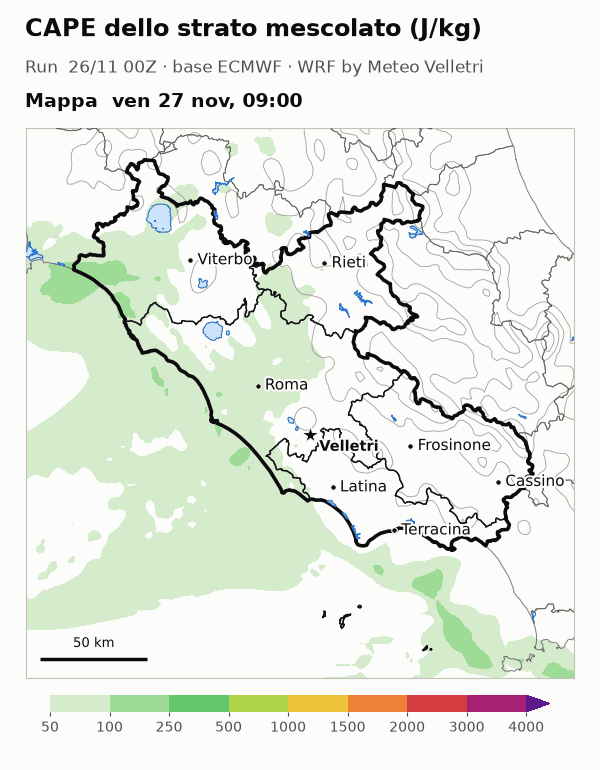 CAPE dello strato mescolato (J/kg)
Run  26/11 00Z · base ECMWF · WRF by Meteo Velletri
Mappa  ven 27 nov, 09:00
Viterbo
Rieti
Roma
Velletri
Frosinone
Cassino
Latina
Terracina
50 km
50 100 250 500 1000 1500 2000 3000 4000